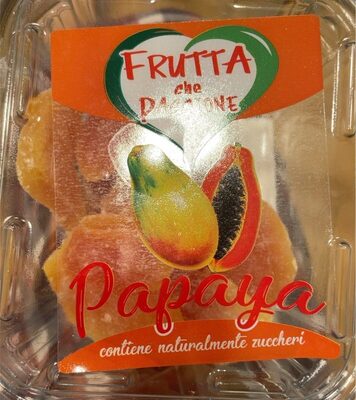 FRUTTA
che
PASSIONE
Papaya
contiene naturalmente zuccheri